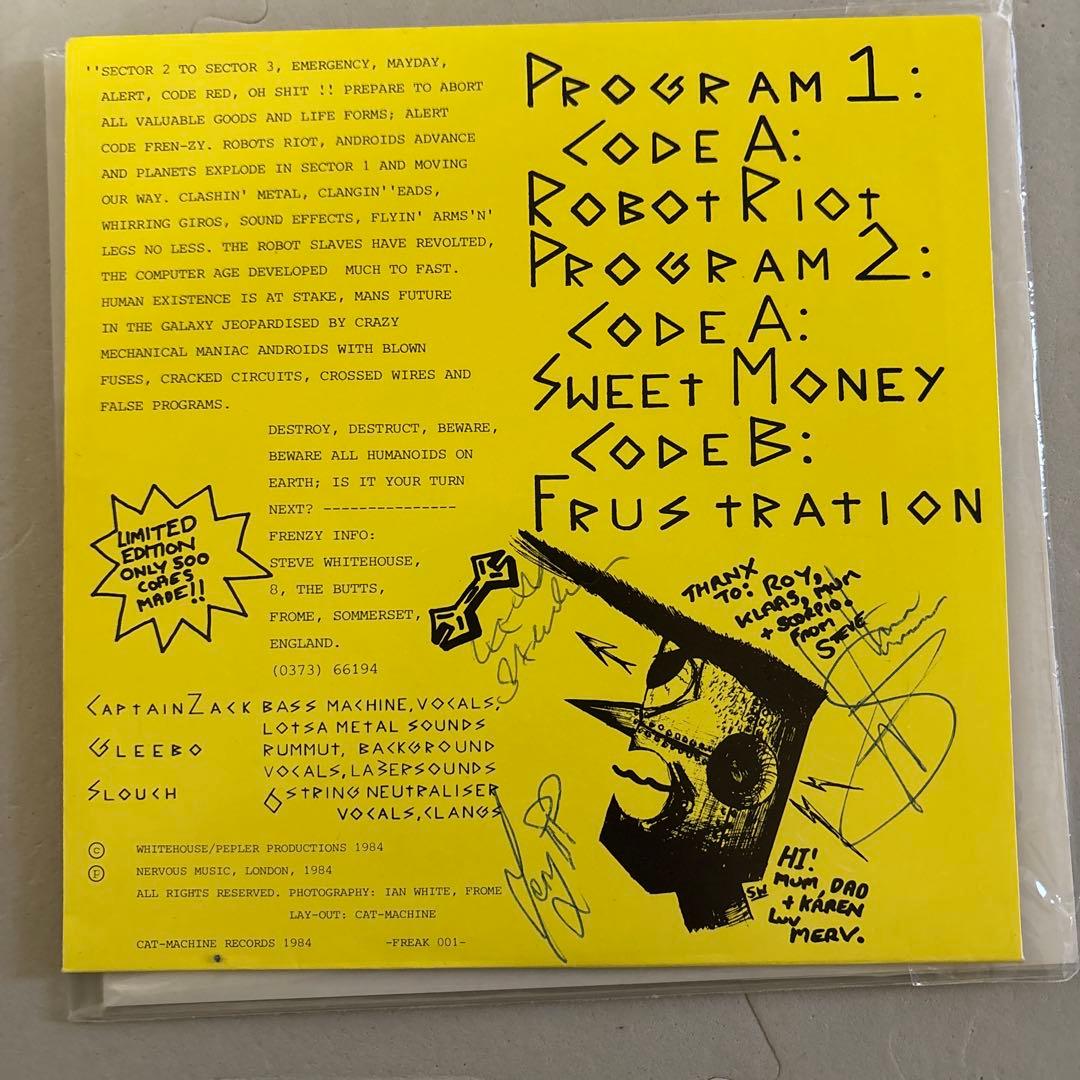 ''SECTOR 2 TO SECTOR 3, EMERGENCY, MAYDAY,
ALERT, CODE RED, OH SHIT !! PREPARE TO ABORT
ALL VALUABLE GOODS AND LIFE FORMS; ALERT
CODE FREN-ZY. ROBOTS RIOT, ANDROIDS ADVANCE
AND PLANETS EXPLODE IN SECTOR 1 AND MOVING
OUR WAY. CLASHIN' METAL, CLANGIN''EADS,
WHIRRING GIROS, SOUND EFFECTS, FLYIN' ARMS'N'
LEGS NO LESS. THE ROBOT SLAVES HAVE REVOLTED,
THE COMPUTER AGE DEVELOPED MUCH TO FAST.
HUMAN EXISTENCE IS AT STAKE, MANS FUTURE
IN THE GALAXY JEOPARDISED BY CRAZY
MECHANICAL MANIAC ANDROIDS WITH BLOWN
FUSES, CRACKED CIRCUITS, CROSSED WIRES AND
FALSE PROGRAMS.
DESTROY, DESTRUCT, BEWARE,
BEWARE ALL HUMANOIDS ON
EARTH; IS IT YOUR TURN
NEXT? ---------------
FRENZY INFO:
STEVE WHITEHOUSE,
8, THE BUTTS,
FROME, SOMMERSET,
ENGLAND.
(0373) 66194
LIMITED
EDITION
ONLY 500
COPIES
MADE!!
PROGRAM 1:
CODE A:
ROBOT RIOT
PROGRAM 2:
CODE A:
SWEET MONEY
CODE B:
FRUSTRATION
THANX
TO: ROY,
KLAAS, MUM
+ SCORPIO.
FROM
STEVE
CAPTAIN ZACK BASS MACHINE, VOCALS,
LOTSA METAL SOUNDS
GLEEBO RUMMUT, BACKGROUND
VOCALS, LAZERSOUNDS
SLOUCH 6 STRING NEUTRALISER
VOCALS, CLANGS
© WHITEHOUSE/PEPLER PRODUCTIONS 1984
℗ NERVOUS MUSIC, LONDON, 1984
ALL RIGHTS RESERVED. PHOTOGRAPHY: IAN WHITE, FROME
LAY-OUT: CAT-MACHINE
CAT-MACHINE RECORDS 1984 -FREAK 001-
SW
HI!
MUM, DAD
+ KAREN
LUV
MERV.